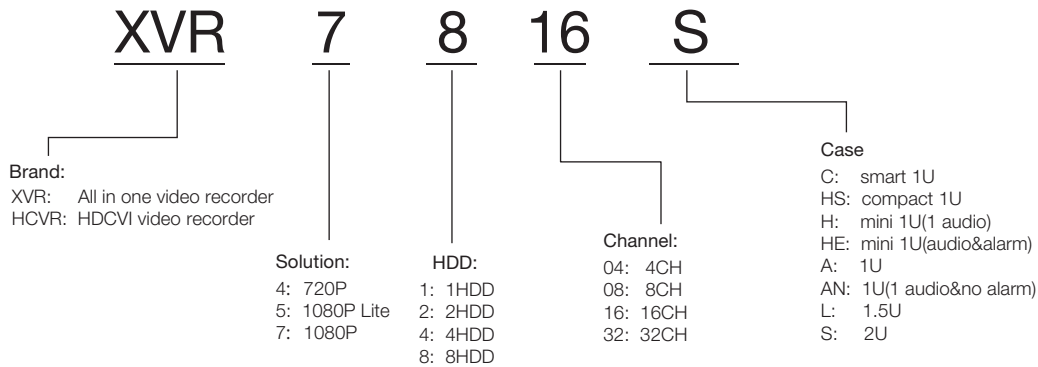 XVR 7 8 16 S
Brand:
XVR: All in one video recorder
HCVR: HDCVI video recorder
Solution:
4: 720P
5: 1080P Lite
7: 1080P
HDD:
1: 1HDD
2: 2HDD
4: 4HDD
8: 8HDD
Channel:
04: 4CH
08: 8CH
16: 16CH
32: 32CH
Case
C: smart 1U
HS: compact 1U
H: mini 1U(1 audio)
HE: mini 1U(audio&alarm)
A: 1U
AN: 1U(1 audio&no alarm)
L: 1.5U
S: 2U